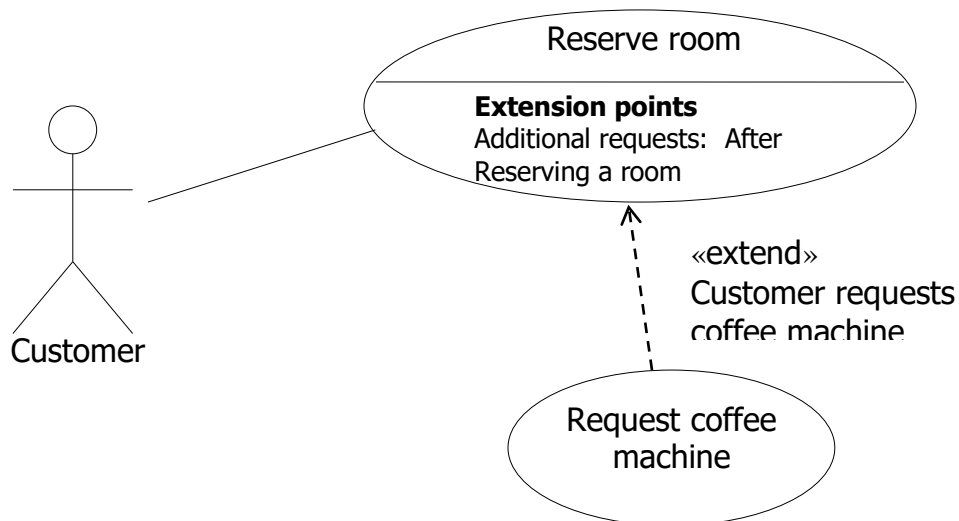 Reserve room
Extension points
Additional requests: After
Reserving a room
«extend»
Customer requests
coffee machine
Customer
Request coffee
machine